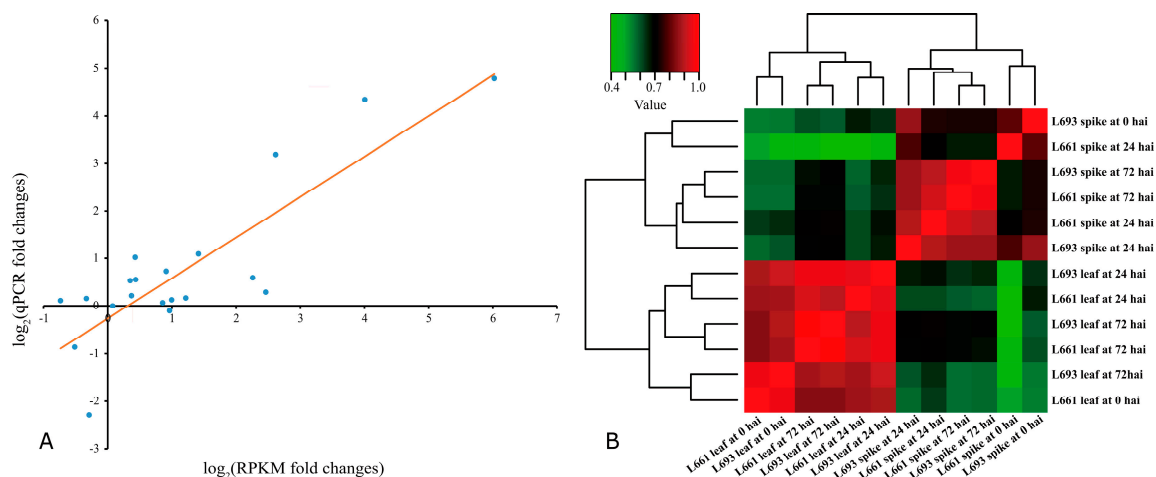 6
5
4
3
2
1
0
-1
-2
-3
-1
0
1
2
3
4
5
6
7
log₂(qPCR fold changes)
log₂(RPKM fold changes)
A
0.4
0.7
1.0
Value
L693 spike at 0 hai
L661 spike at 24 hai
L693 spike at 72 hai
L661 spike at 72 hai
L661 spike at 24 hai
L693 spike at 24 hai
L693 leaf at 24 hai
L661 leaf at 24 hai
L693 leaf at 72 hai
L661 leaf at 72 hai
L693 leaf at 72hai
L661 leaf at 0 hai
L661 leaf at 0 hai
L693 leaf at 0 hai
L661 leaf at 72 hai
L693 leaf at 72 hai
L661 leaf at 24 hai
L693 leaf at 24 hai
L693 spike at 24 hai
L661 spike at 24 hai
L661 spike at 72 hai
L693 spike at 72 hai
L661 spike at 0 hai
L693 spike at 0 hai
B